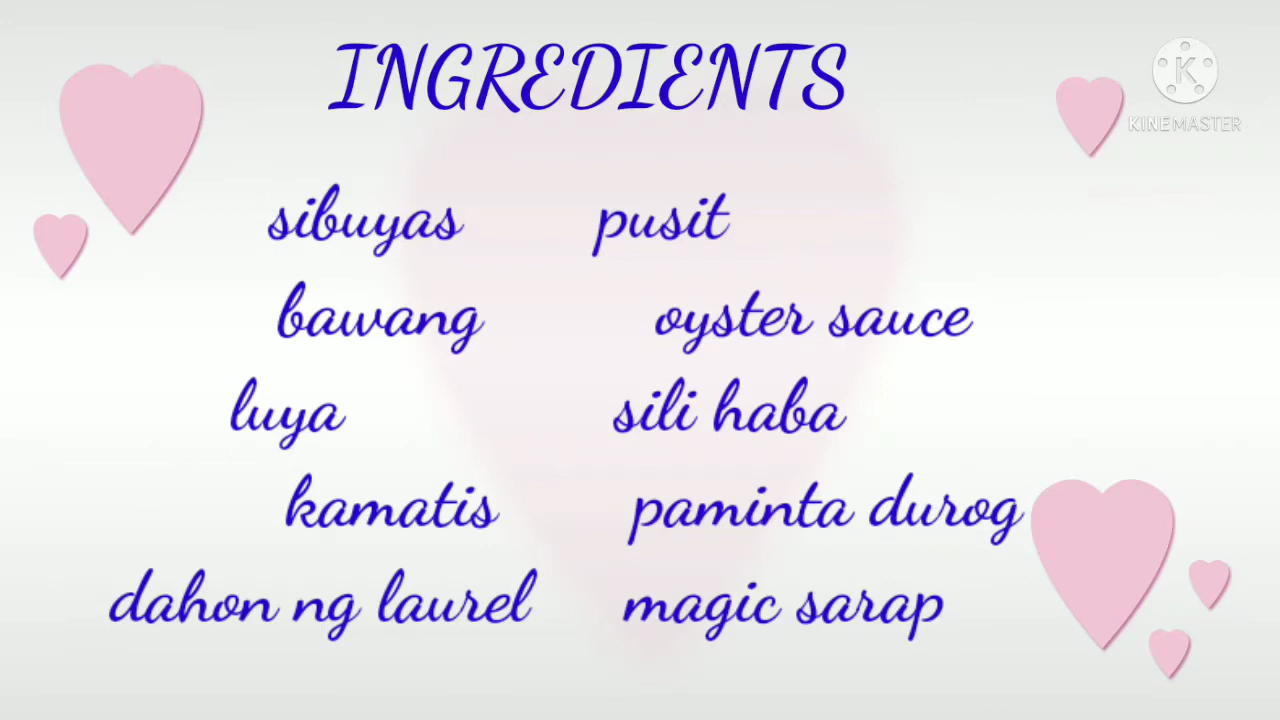 INGREDIENTS
K
KINEMASTER
sibuyas pusit
bawang oyster sauce
luya sili haba
kamatis paminta durog
dahon ng laurel magic sarap